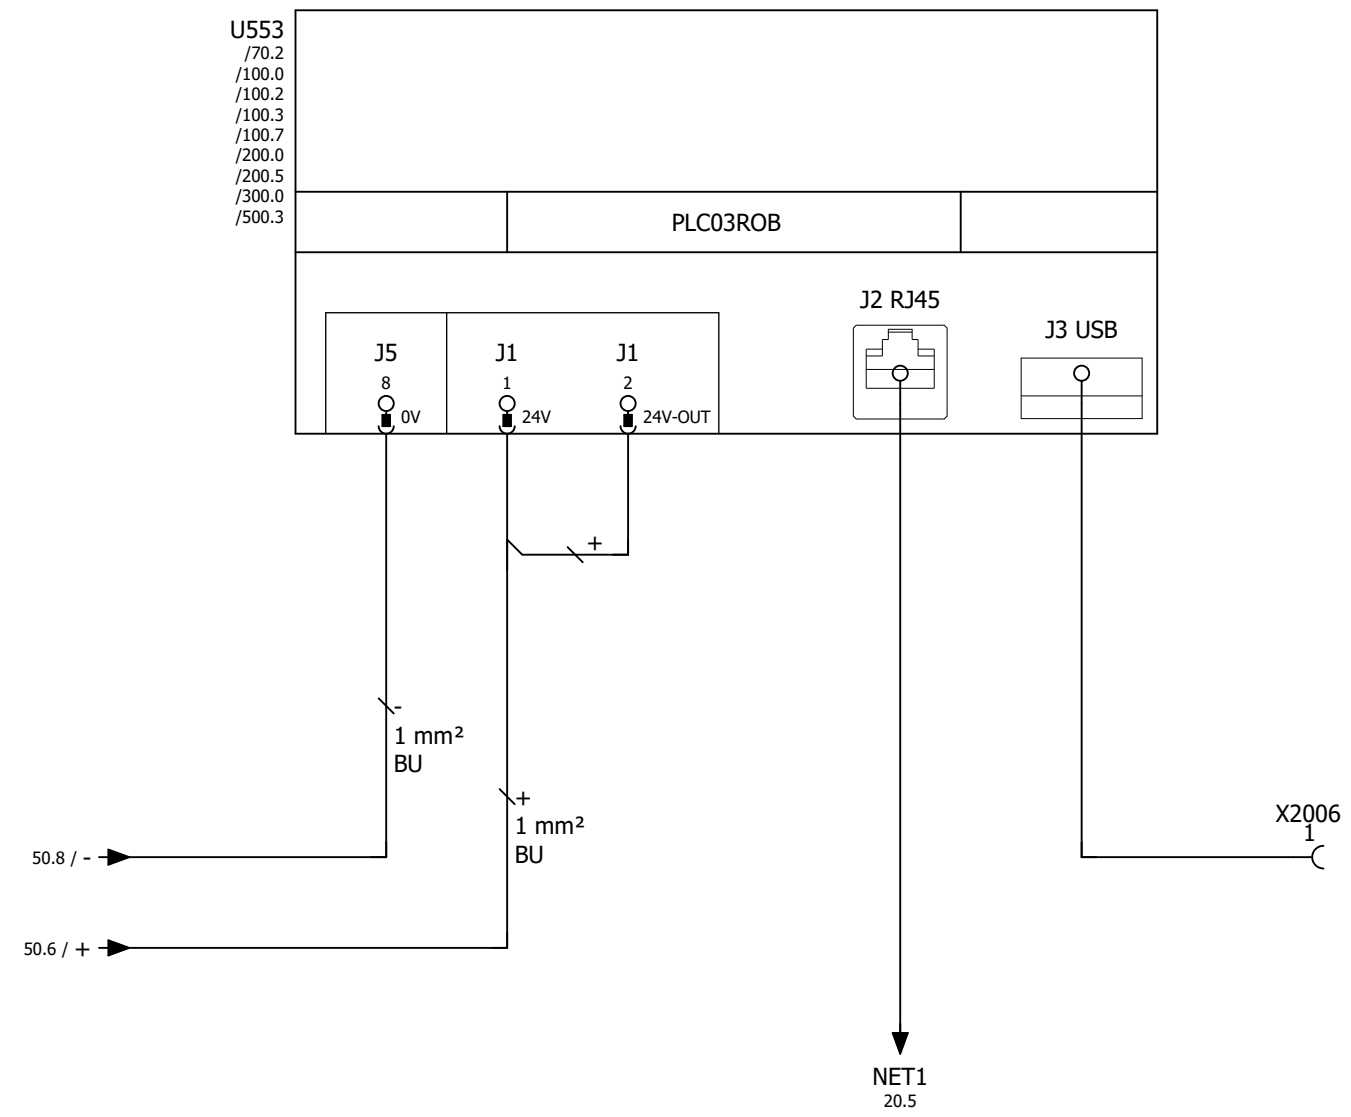 U553
/70.2
/100.0
/100.2
/100.3
/100.7
/200.0
/200.5
/300.0
/500.3
PLC03ROB
J2 RJ45
J3 USB
J5
J1
J1
8
1
2
0V
24V
24V-OUT
+
-
1 mm²
BU
+
1 mm²
BU
X2006
1
50.8 / -
50.6 / +
NET1
20.5